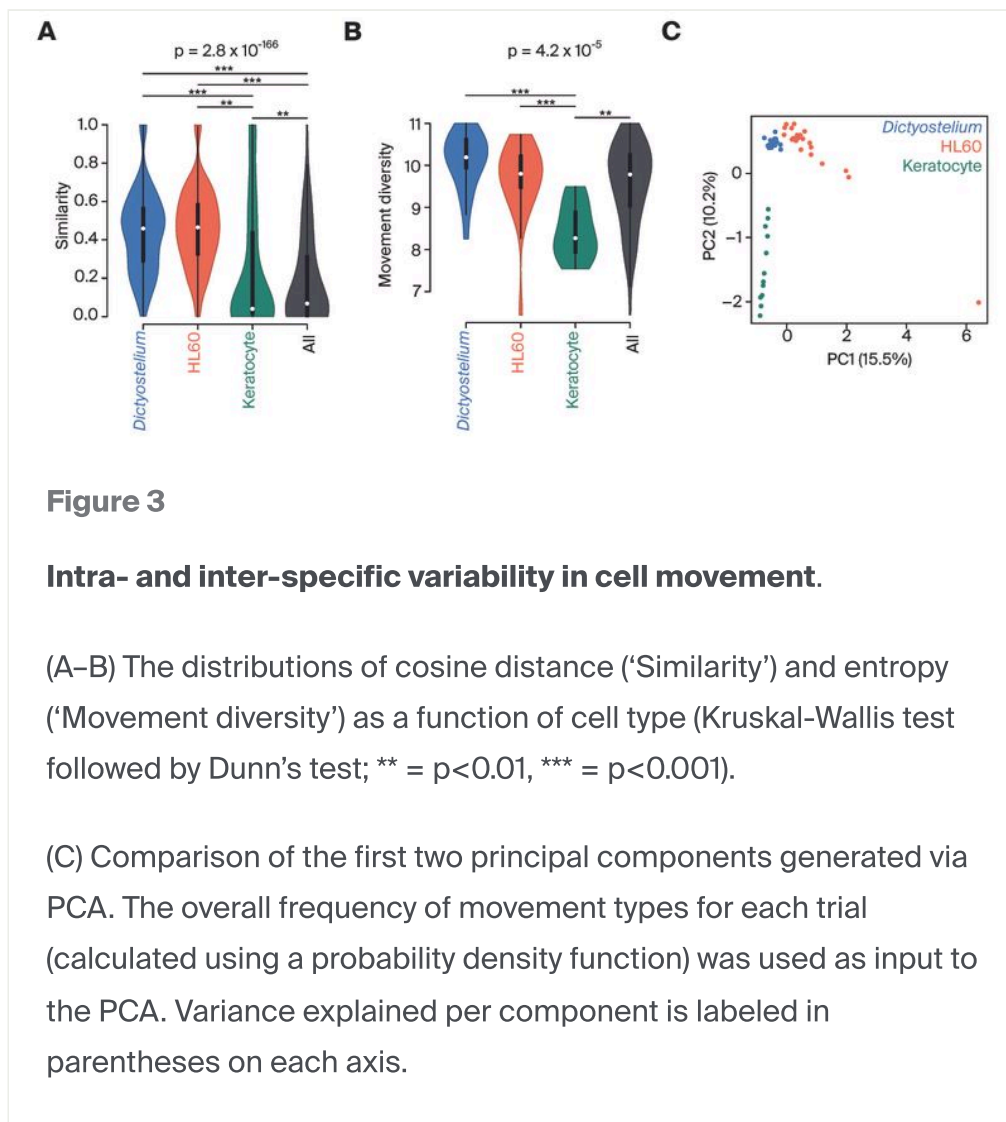 A
B
C
p = 2.8 x 10-166
***
***
***
**
**
Similarity
1.0
0.8
0.6
0.4
0.2
0.0
Dictyostelium
HL60
Keratocyte
All
p = 4.2 x 10-5
***
***
**
Movement diversity
11
10
9
8
7
Dictyostelium
HL60
Keratocyte
All
Dictyostelium
HL60
Keratocyte
PC2 (10.2%)
0
−1
−2
0
2
4
6
PC1 (15.5%)
Figure 3
Intra- and inter-specific variability in cell movement.
(A–B) The distributions of cosine distance (‘Similarity’) and entropy
(‘Movement diversity’) as a function of cell type (Kruskal-Wallis test
followed by Dunn’s test; ** = p<0.01, *** = p<0.001).
(C) Comparison of the first two principal components generated via
PCA. The overall frequency of movement types for each trial
(calculated using a probability density function) was used as input to
the PCA. Variance explained per component is labeled in
parentheses on each axis.